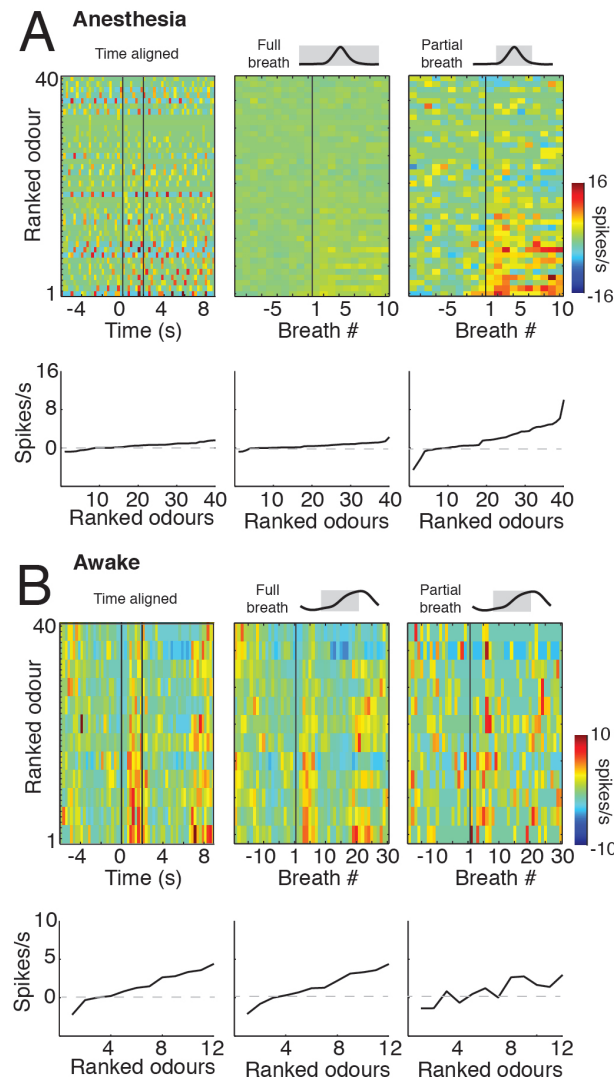 A Anesthesia
Time aligned
Full breath
Partial breath
40
Ranked odour
1
-4 0 4 8
Time (s)
-5 1 5 10
Breath #
-5 1 5 10
Breath #
16
spikes/s
-16
16
8
0
Spikes/s
10 20 30 40
Ranked odours
10 20 30 40
Ranked odours
10 20 30 40
Ranked odours
B Awake
Time aligned
Full breath
Partial breath
40
Ranked odour
1
-4 0 4 8
Time (s)
-10 1 10 20 30
Breath #
-10 1 10 20 30
Breath #
10
spikes/s
-10
10
5
0
Spikes/s
4 8 12
Ranked odours
4 8 12
Ranked odours
4 8 12
Ranked odours